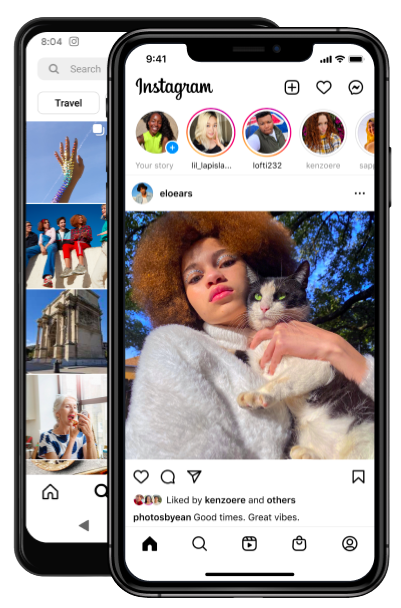 8:04
Search
Travel
9:41
Instagram
Your story
lil_lapisla...
lofti232
kenzoere
sapp
eloears
Liked by kenzoere and others
photosbyean Good times. Great vibes.